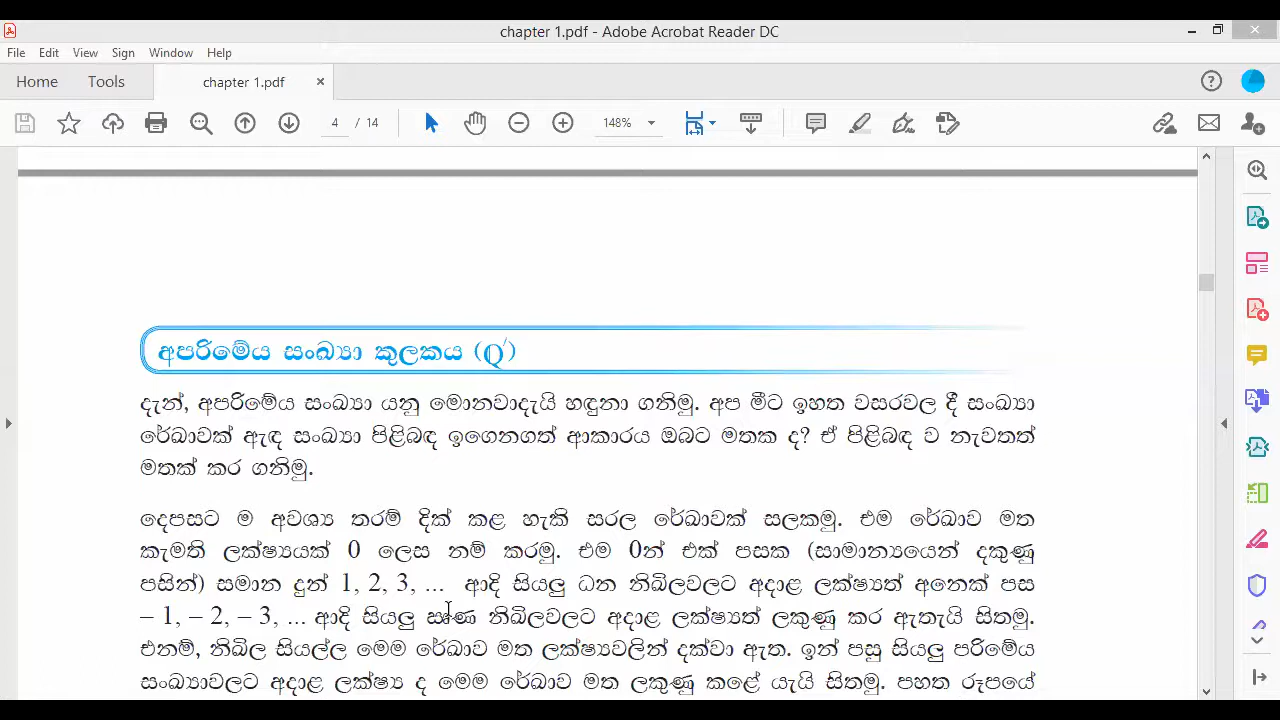 chapter 1.pdf - Adobe Acrobat Reader DC
File Edit View Sign Window Help
Home Tools chapter 1.pdf
4 / 14 148%
අපරිමේය සංඛ්‍යා කුලකය (Q′)
දැන්, අපරිමේය සංඛ්‍යා යනු මොනවාදැයි හඳුනා ගනිමු. අප මීට ඉහත වසරවල දී සංඛ්‍යා
රේඛාවක් ඇඳ සංඛ්‍යා පිළිබඳ ඉගෙනගත් ආකාරය ඔබට මතක ද? ඒ පිළිබඳ ව නැවතත්
මතක් කර ගනිමු.
දෙපසට ම අවශ්‍ය තරම් දික් කළ හැකි සරල රේඛාවක් සලකමු. එම රේඛාව මත
කැමති ලක්ෂ්‍යයක් 0 ලෙස නම් කරමු. එම 0න් එක් පසක (සාමාන්‍යයෙන් දකුණු
පසින්) සමාන දුන් 1, 2, 3, ... ආදි සියලු ධන නිඛිලවලට අදාළ ලක්ෂ්‍යත් අනෙක් පස
– 1, – 2, – 3, ... ආදි සියලු සෘණ නිඛිලවලට අදාළ ලක්ෂ්‍යත් ලකුණු කර ඇතැයි සිතමු.
එනම්, නිඛිල සියල්ල මෙම රේඛාව මත ලක්ෂ්‍යවලින් දක්වා ඇත. ඉන් පසු සියලු පරිමේය
සංඛ්‍යාවලට අදාළ ලක්ෂ්‍ය ද මෙම රේඛාව මත ලකුණු කළේ යැයි සිතමු. පහත රූපයේ